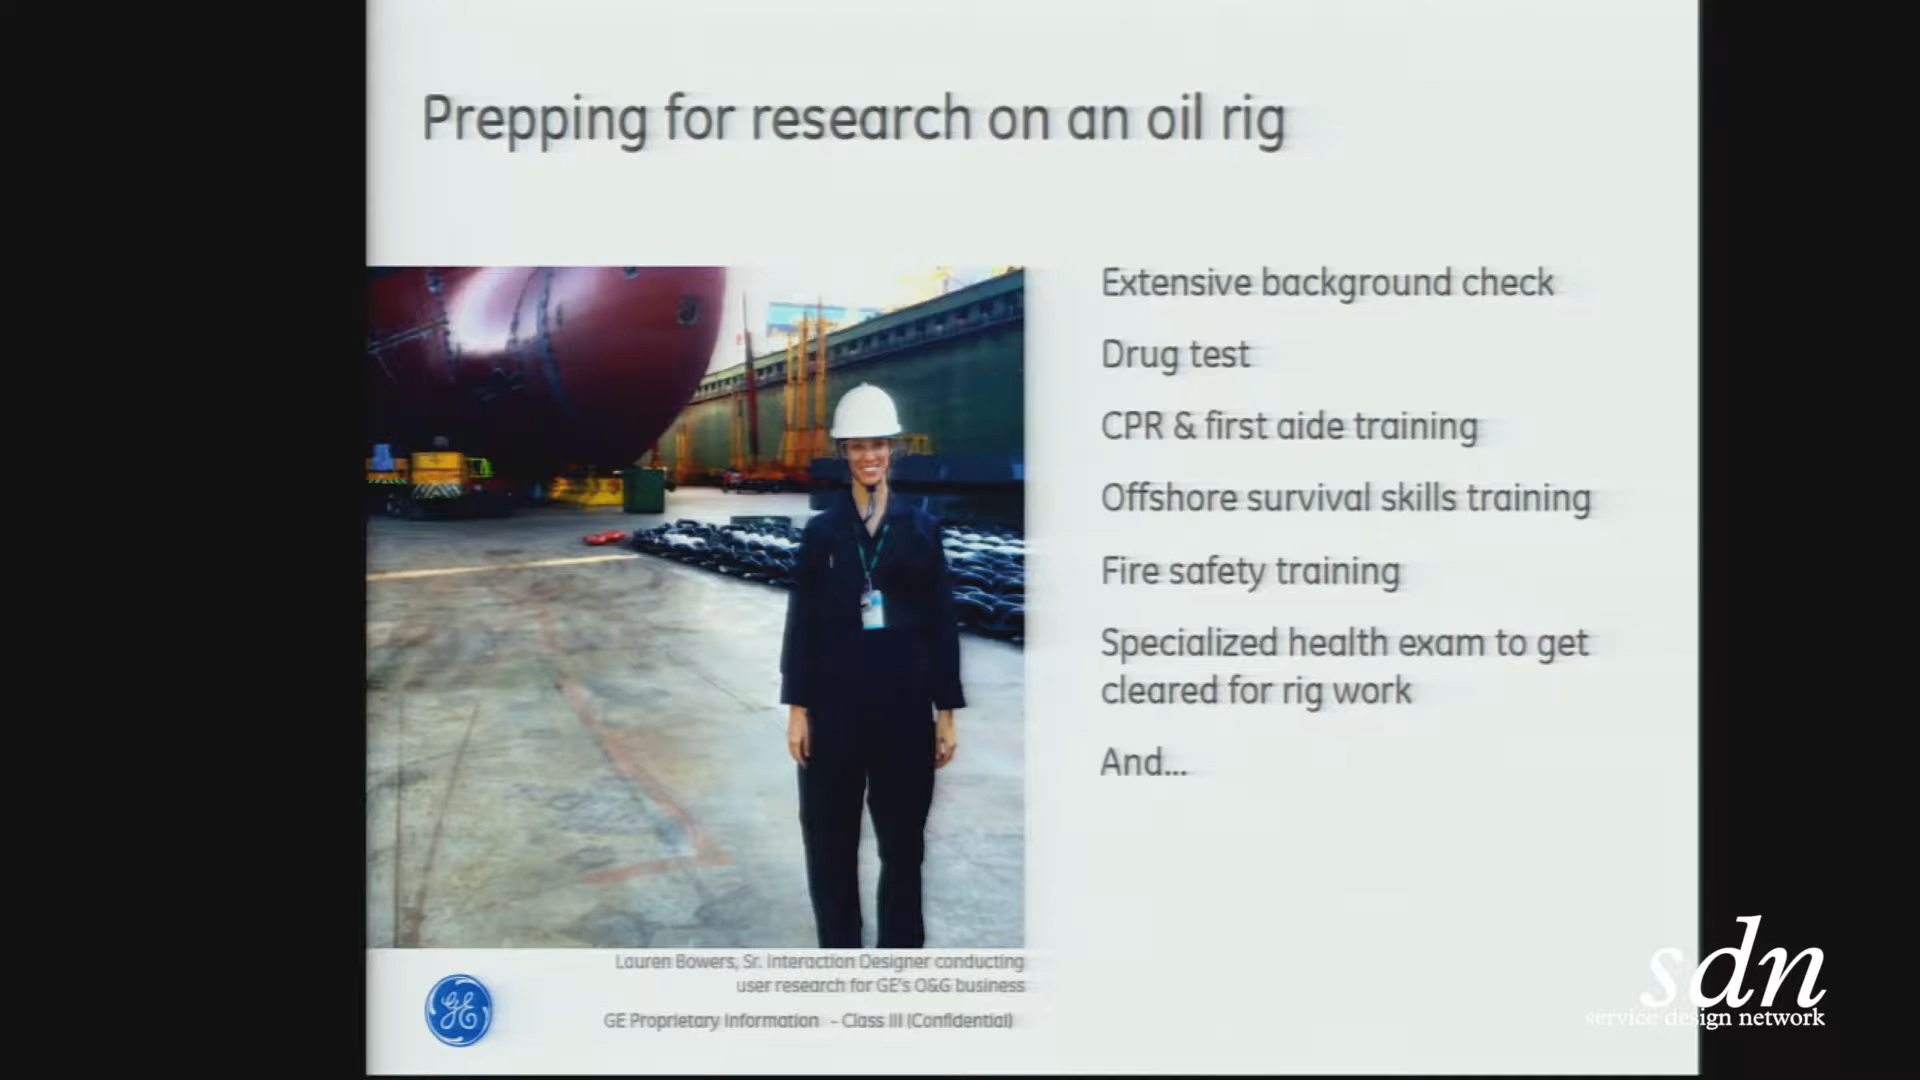 Prepping for research on an oil rig
Extensive background check
Drug test
CPR & first aide training
Offshore survival skills training
Fire safety training
Specialized health exam to get
cleared for rig work
And...
Lauren Bowers, Sr. Interaction Designer conducting
user research for GE's O&G business
GE Proprietary Information - Class III (Confidential)
GE
sdn
service design network